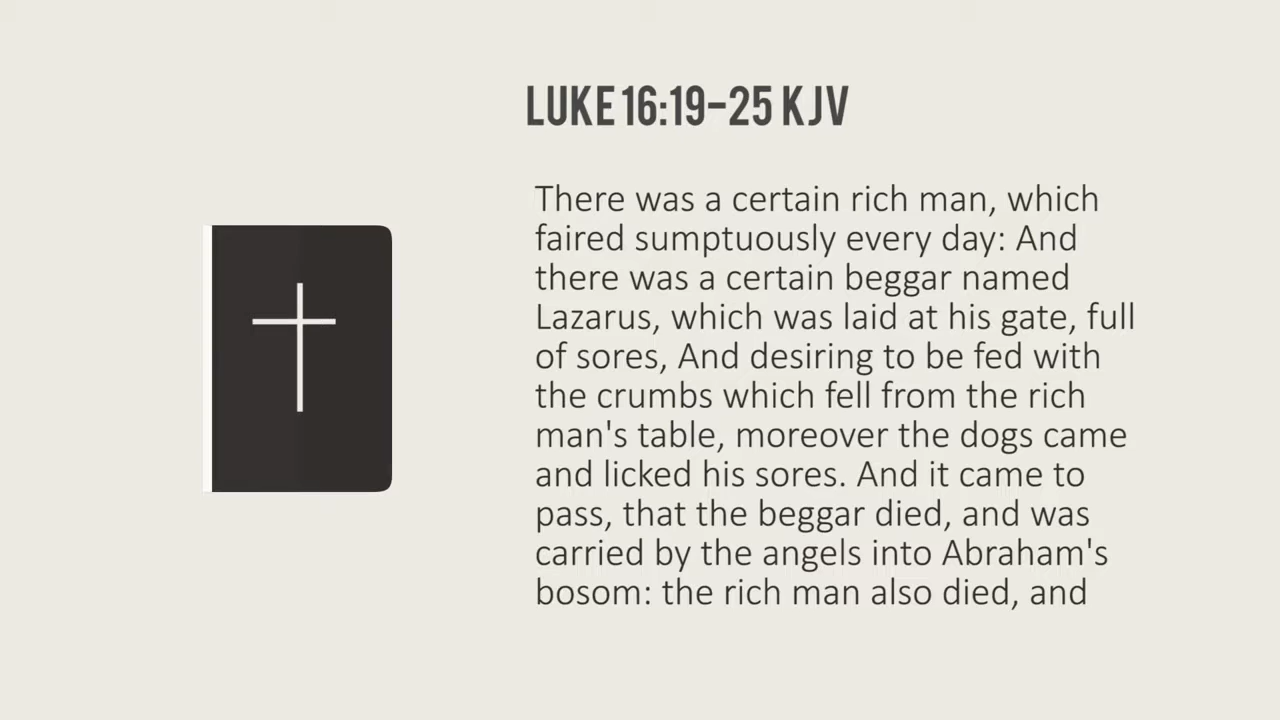 LUKE 16:19-25 KJV
There was a certain rich man, which
faired sumptuously every day: And
there was a certain beggar named
Lazarus, which was laid at his gate, full
of sores, And desiring to be fed with
the crumbs which fell from the rich
man's table, moreover the dogs came
and licked his sores. And it came to
pass, that the beggar died, and was
carried by the angels into Abraham's
bosom: the rich man also died, and